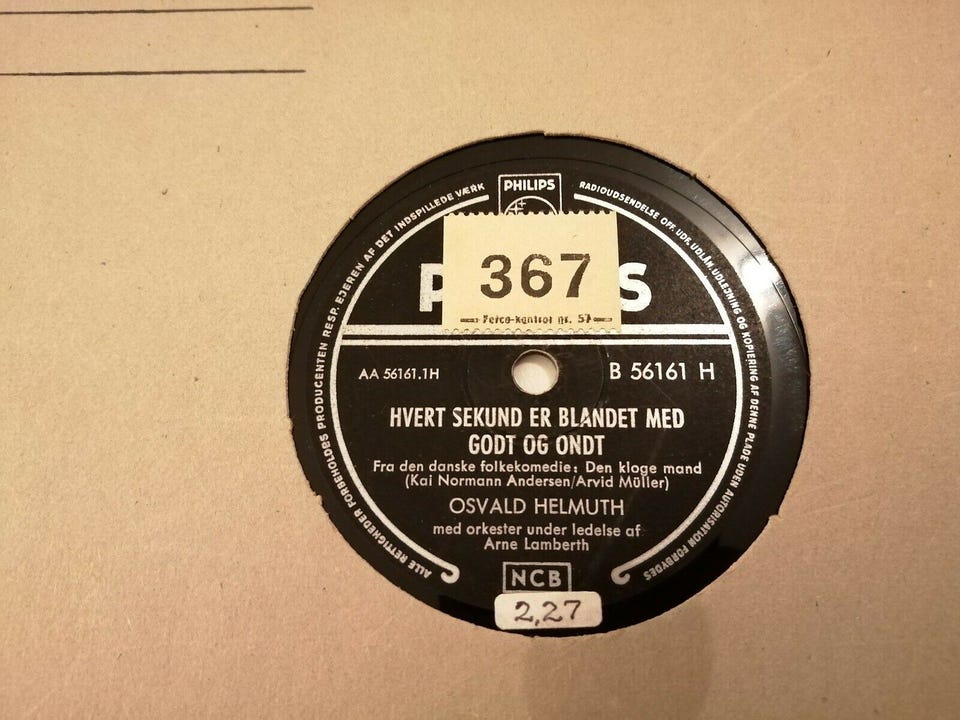 PHILIPS
ALLE RETTIGHEDER FORBEHOLDES PRODUCENTEN RESP. EJEREN AF DET INDSPILLEDE VÆRK
RADIOUDSENDELSE OFF. UDF. UDLÅN, UDLEJNING OG KOPIERING AF DENNE PLADE UDEN AUTORISATION FORBYDES
P S
367
nr. 57
AA 56161.1H
B 56161 H
HVERT SEKUND ER BLANDET MED
GODT OG ONDT
Fra den danske folkekomedie: Den kloge mand
(Kai Normann Andersen/Arvid Müller)
OSVALD HELMUTH
med orkester under ledelse af
Arne Lamberth
NCB
2,27